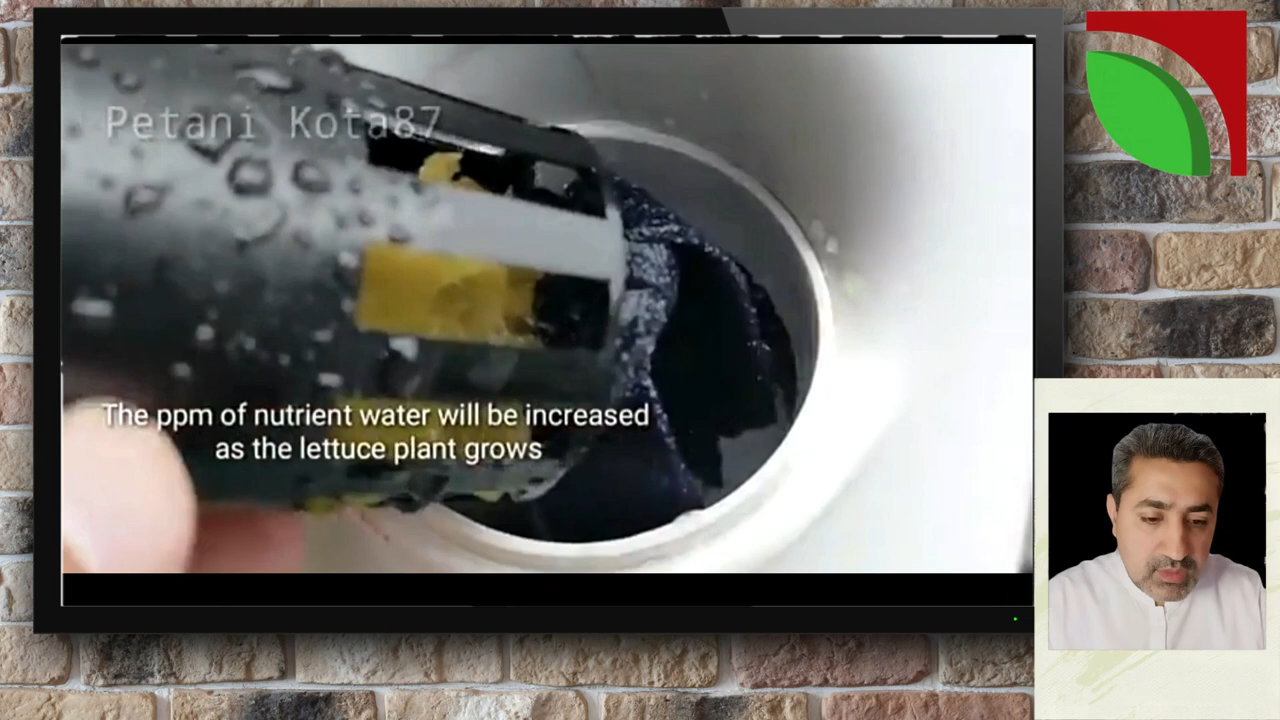 Petani Kota87
The ppm of nutrient water will be increased
as the lettuce plant grows